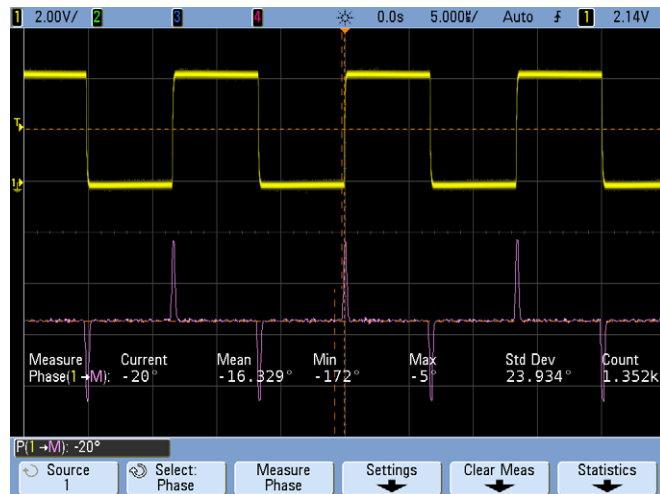 1 2.00V/ 2 3 4 0.0s 5.000%/ Auto 1 2.14V
T
1
Measure Current Mean Min Max Std Dev Count
Phase(1→M): -20° -16.329° -172° -5° 23.934° 1.352k
P(1→M): -20°
Source Select: Measure Settings Clear Meas Statistics
1 Phase Phase